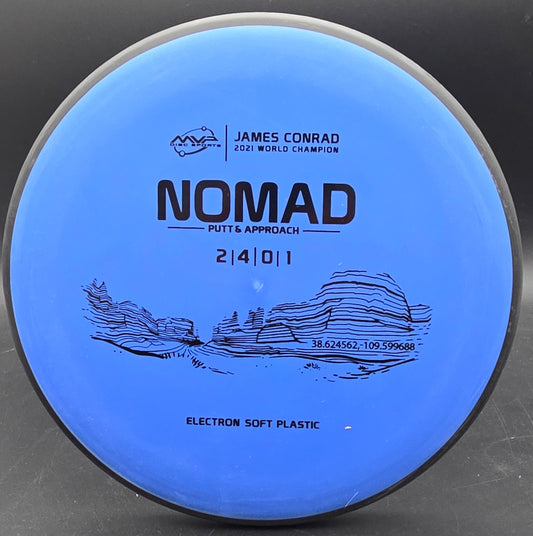 MVP
DISC SPORTS
JAMES CONRAD
2021 WORLD CHAMPION
NOMAD
PUTT & APPROACH
2|4|0|1
38.624562,-109.599688
ELECTRON SOFT PLASTIC